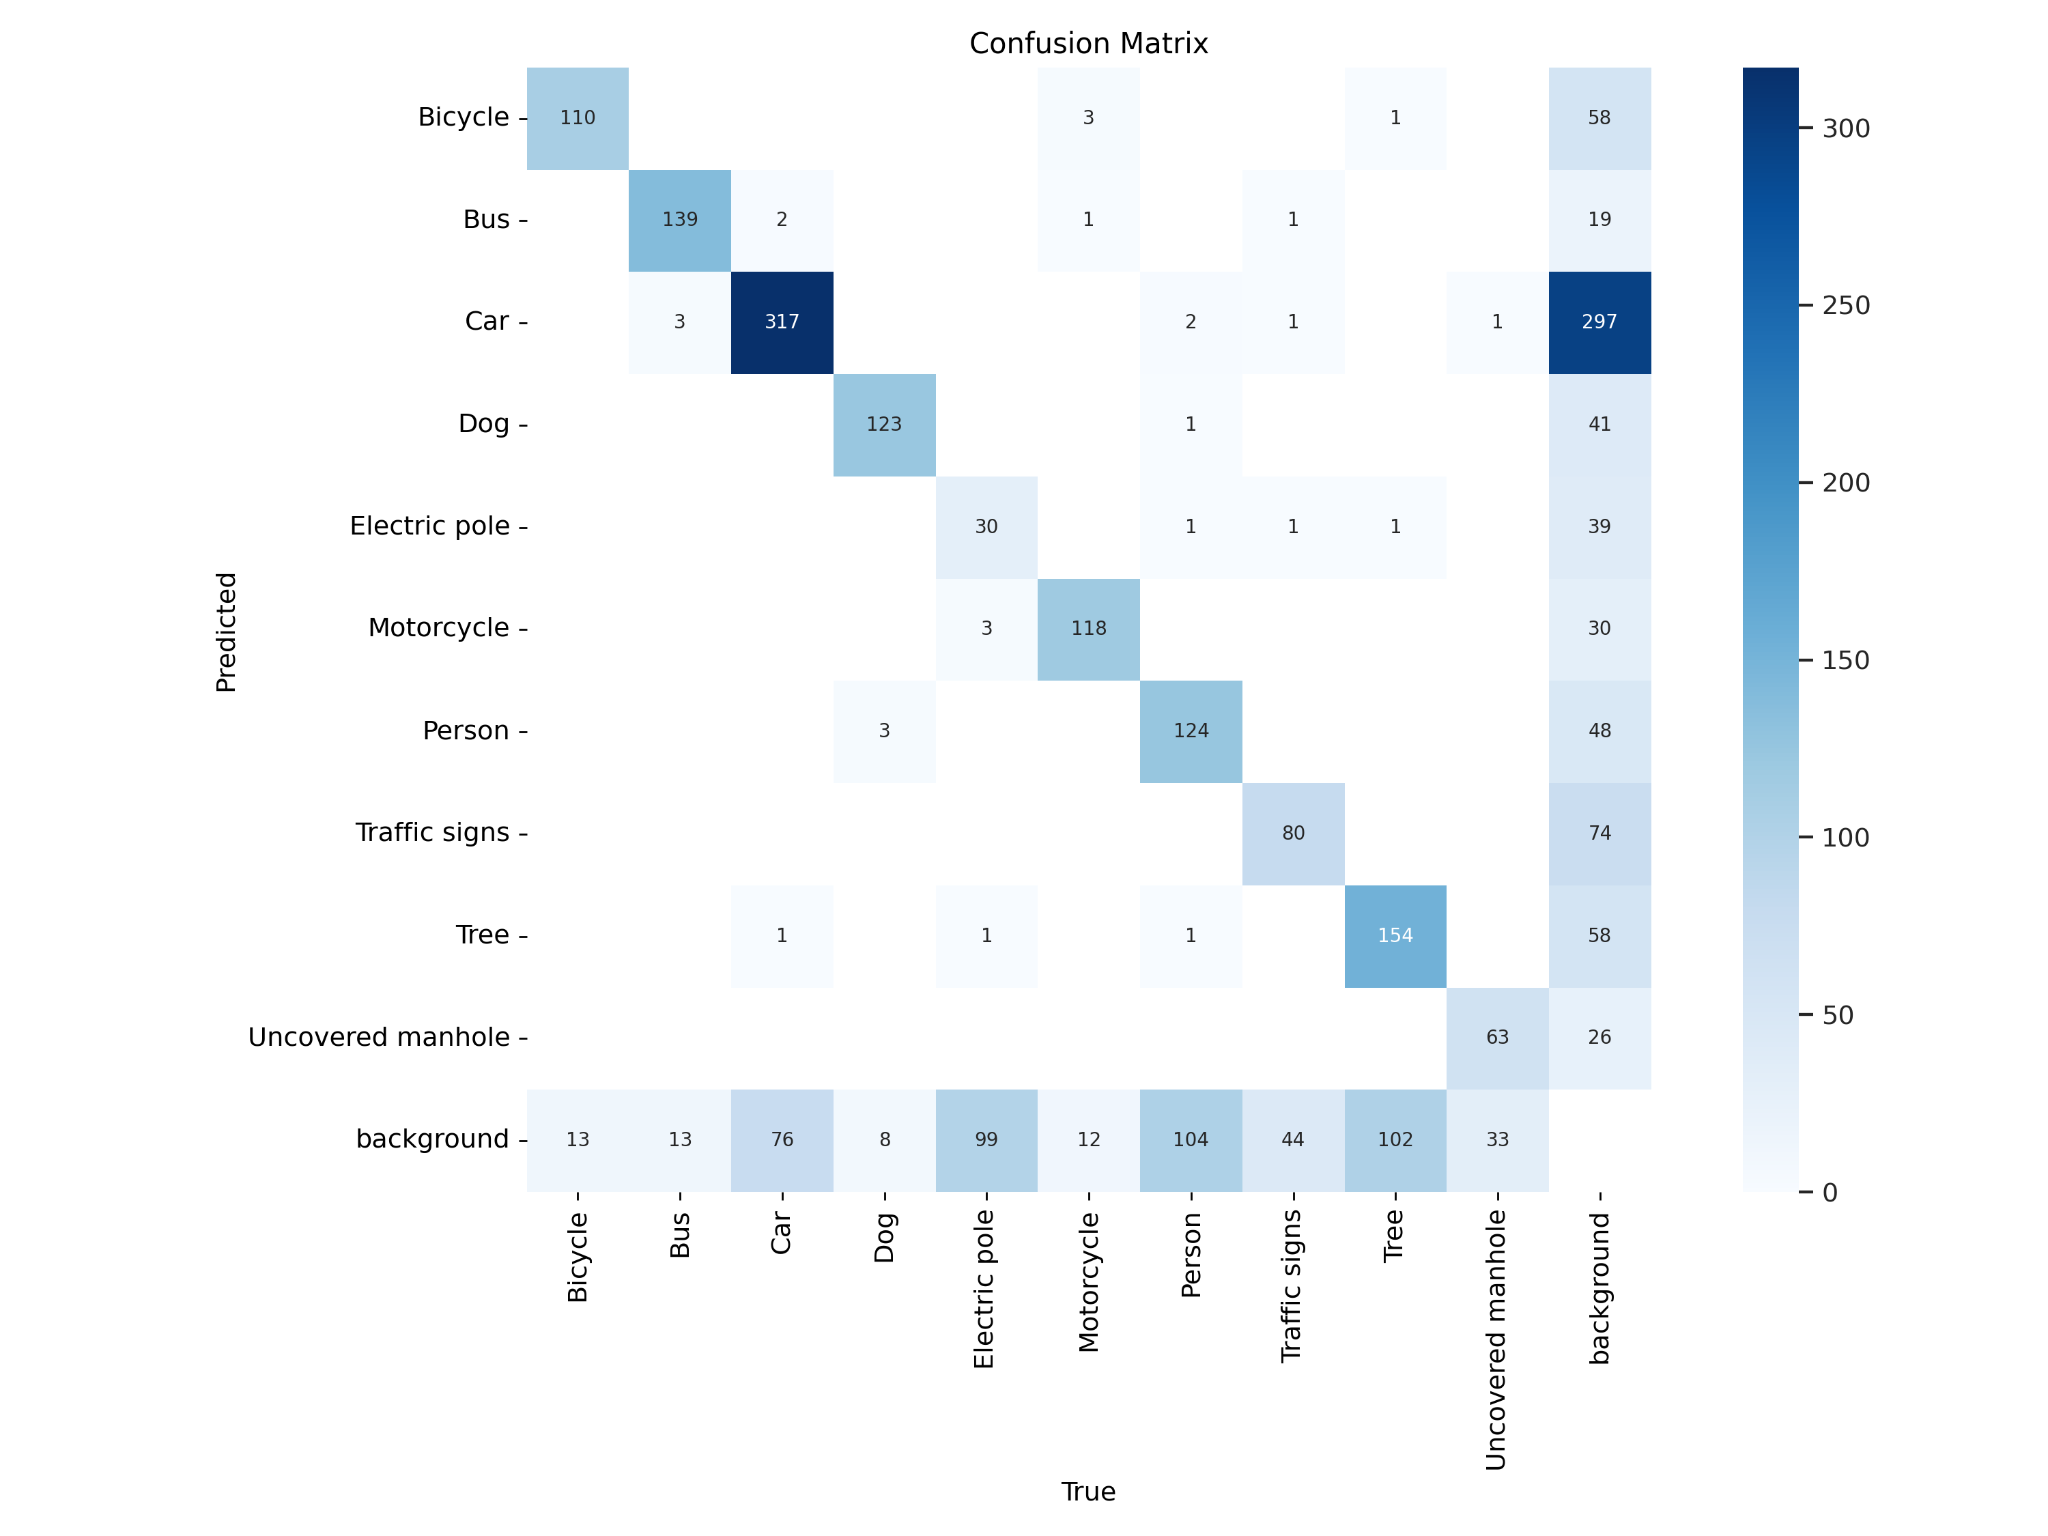 Confusion Matrix
Bicycle 110 3 1 58
Bus 139 2 1 1 19
Car 3 317 2 1 1 297
Dog 123 1 41
Electric pole 30 1 1 1 39
Motorcycle 3 118 30
Person 3 124 48
Traffic signs 80 74
Tree 1 1 1 154 58
Uncovered manhole 63 26
background 13 13 76 8 99 12 104 44 102 33
Predicted
Bicycle
Bus
Car
Dog
Electric pole
Motorcycle
Person
Traffic signs
Tree
Uncovered manhole
background
True
300
250
200
150
100
50
0